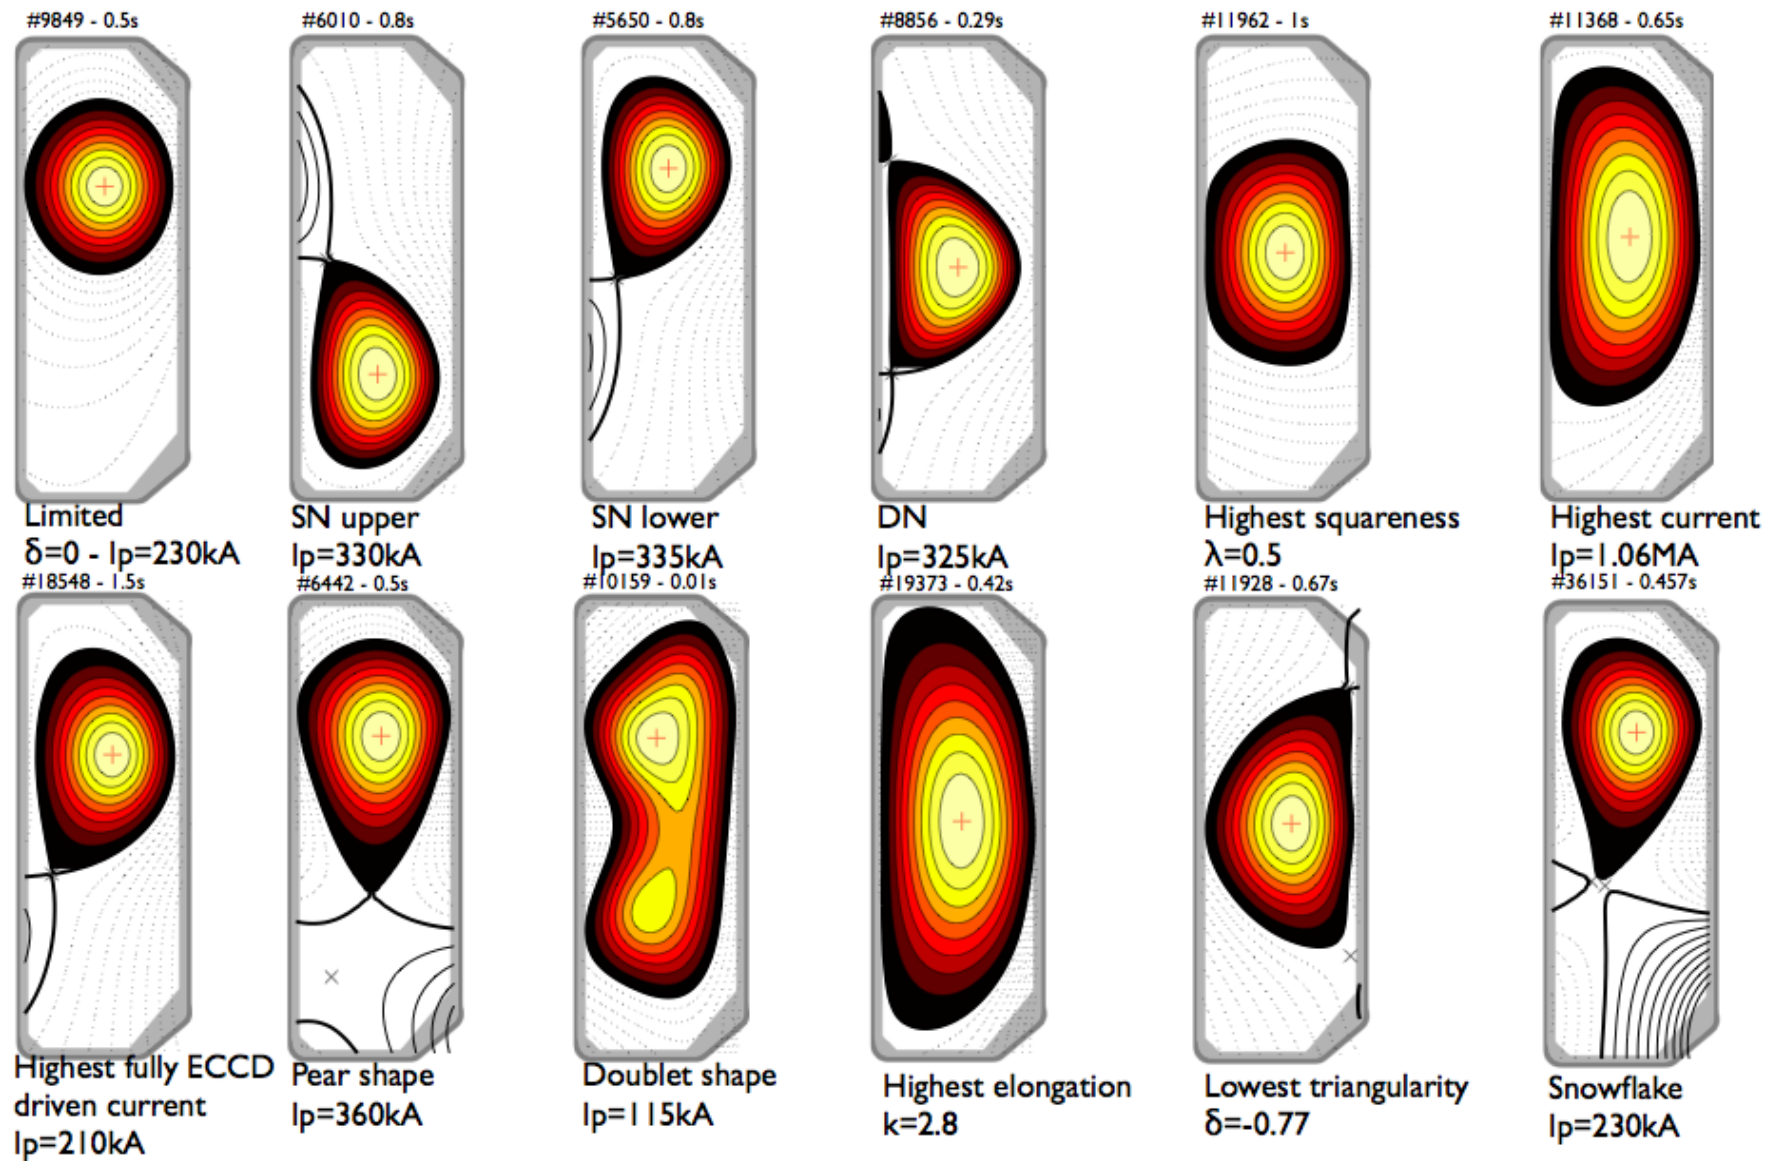 #9849 - 0.5s
#6010 - 0.8s
#5650 - 0.8s
#8856 - 0.29s
#11962 - 1s
#11368 - 0.65s
Limited
δ=0 - Ip=230kA
SN upper
Ip=330kA
SN lower
Ip=335kA
DN
Ip=325kA
Highest squareness
λ=0.5
Highest current
Ip=1.06MA
#18548 - 1.5s
#6442 - 0.5s
#10159 - 0.01s
#19373 - 0.42s
#11928 - 0.67s
#36151 - 0.457s
Highest fully ECCD
driven current
Ip=210kA
Pear shape
Ip=360kA
Doublet shape
Ip=115kA
Highest elongation
k=2.8
Lowest triangularity
δ=-0.77
Snowflake
Ip=230kA